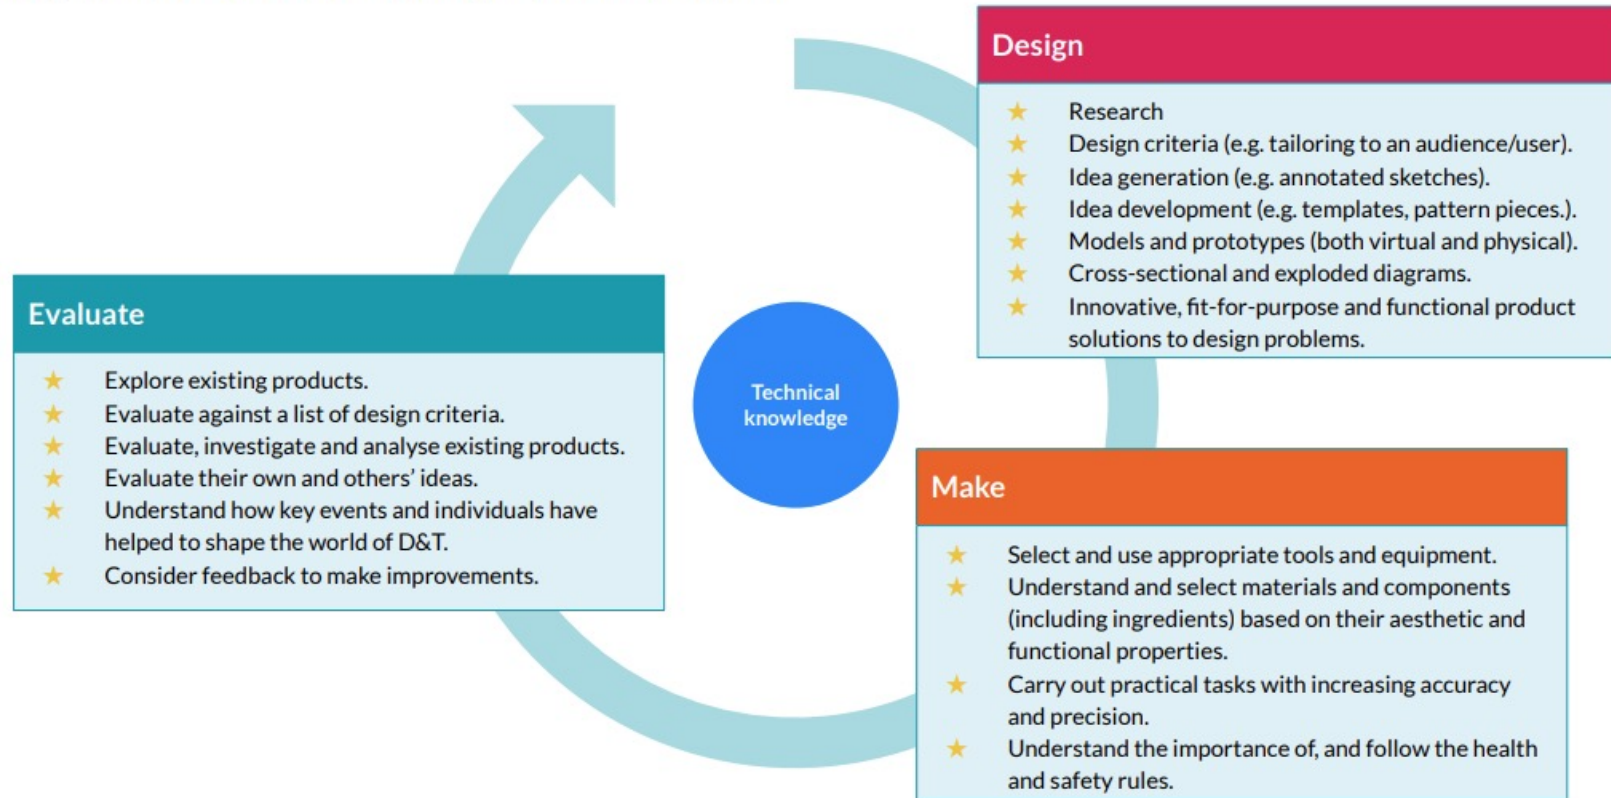 Design
Research
Design criteria (e.g. tailoring to an audience/user).
Idea generation (e.g. annotated sketches).
Idea development (e.g. templates, pattern pieces.).
Models and prototypes (both virtual and physical).
Cross-sectional and exploded diagrams.
Innovative, fit-for-purpose and functional product
solutions to design problems.
Evaluate
Explore existing products.
Evaluate against a list of design criteria.
Evaluate, investigate and analyse existing products.
Evaluate their own and others’ ideas.
Understand how key events and individuals have
helped to shape the world of D&T.
Consider feedback to make improvements.
Technical
knowledge
Make
Select and use appropriate tools and equipment.
Understand and select materials and components
(including ingredients) based on their aesthetic and
functional properties.
Carry out practical tasks with increasing accuracy
and precision.
Understand the importance of, and follow the health
and safety rules.